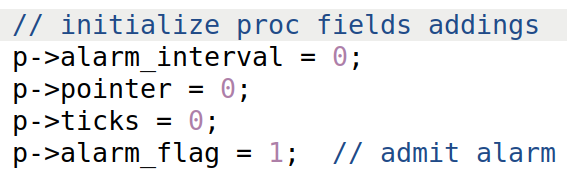 // initialize proc fields addings
p->alarm_interval = 0;
p->pointer = 0;
p->ticks = 0;
p->alarm_flag = 1;  // admit alarm